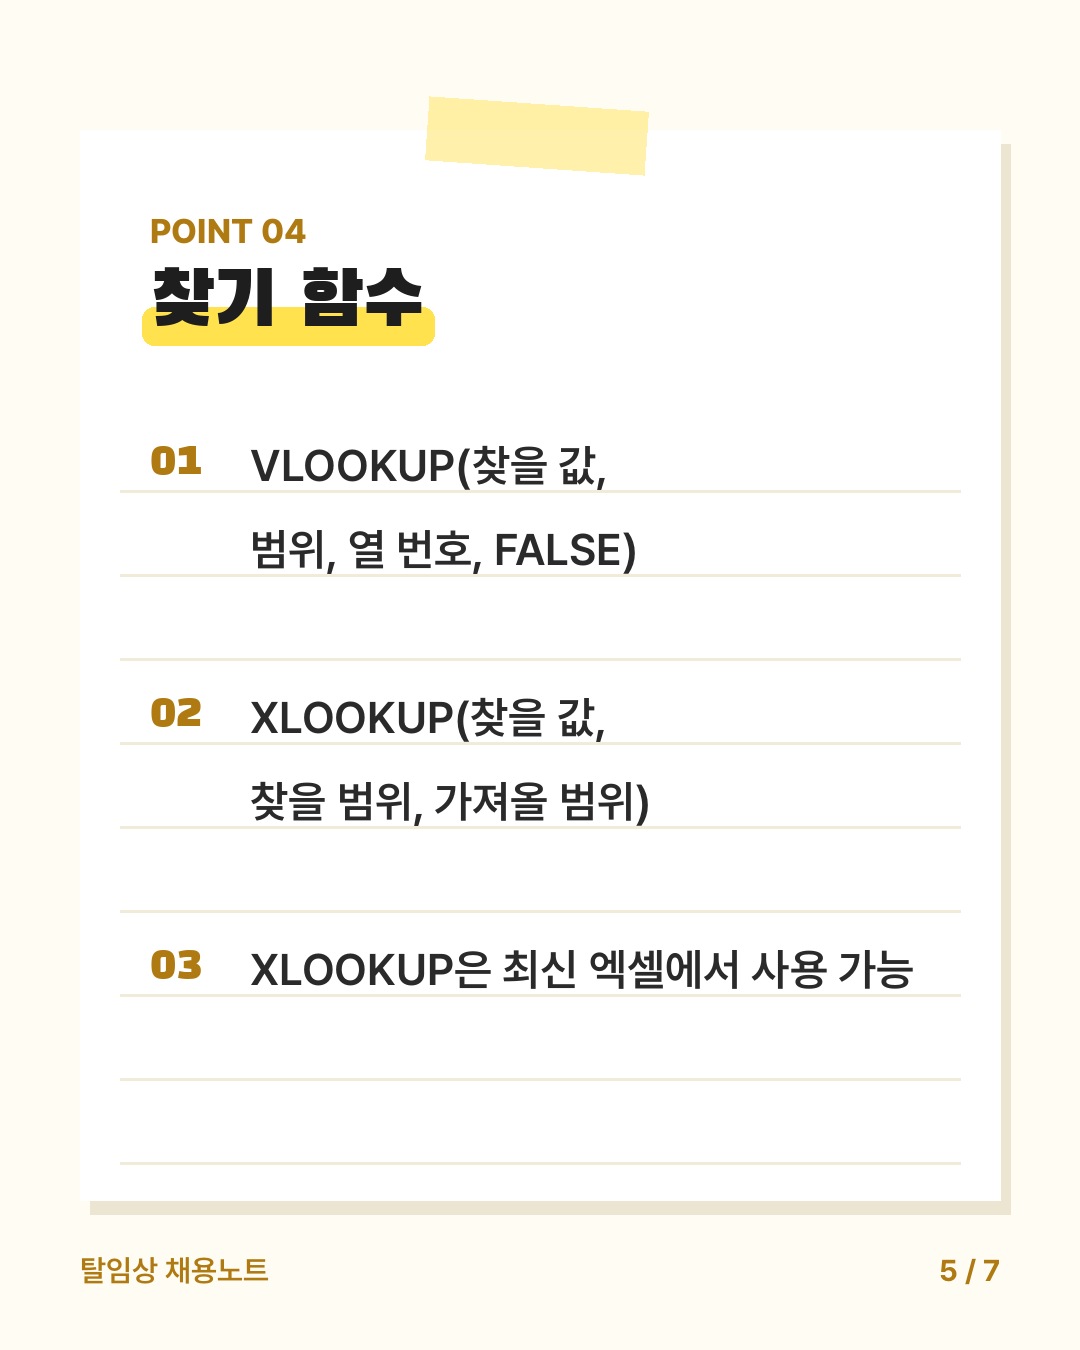 POINT 04
찾기 함수
01 VLOOKUP(찾을 값,
범위, 열 번호, FALSE)
02 XLOOKUP(찾을 값,
찾을 범위, 가져올 범위)
03 XLOOKUP은 최신 엑셀에서 사용 가능
탈임상 채용노트
5 / 7